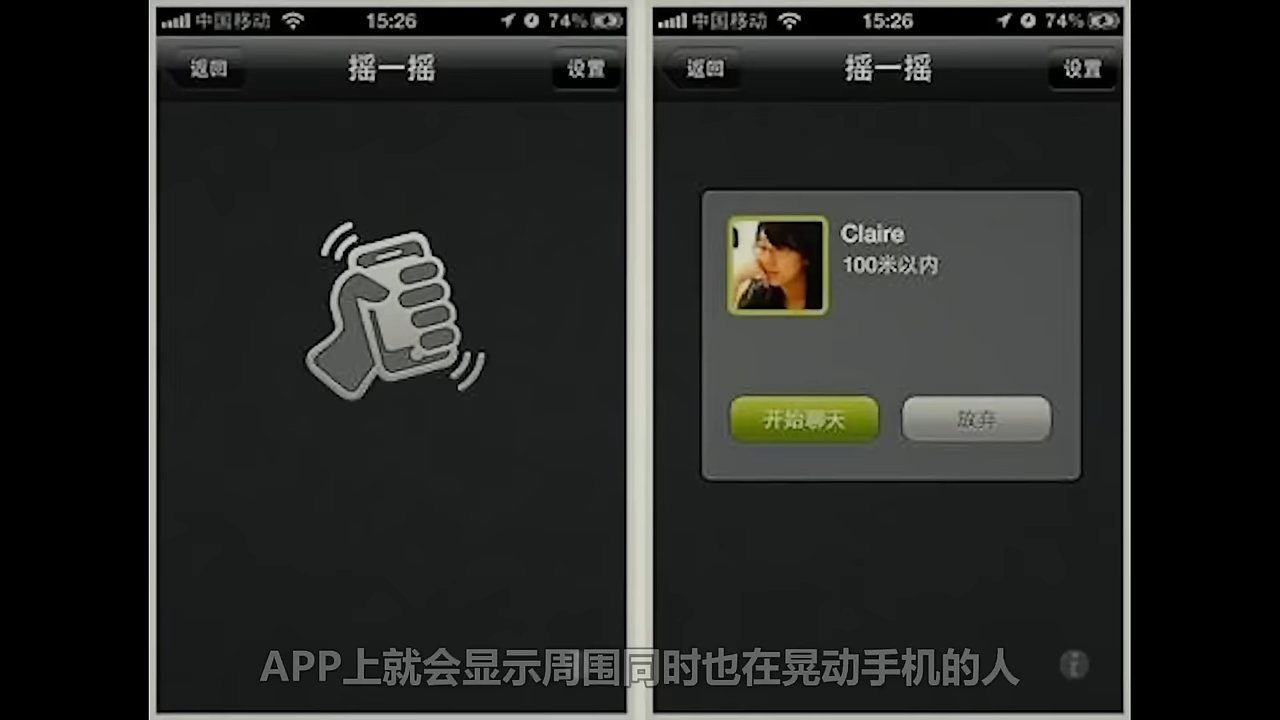 中国移动 15:26 74%
返回 摇一摇 设置
中国移动 15:26 74%
返回 摇一摇 设置
Claire
100米以内
开始聊天 放弃
APP上就会显示周围同时也在晃动手机的人